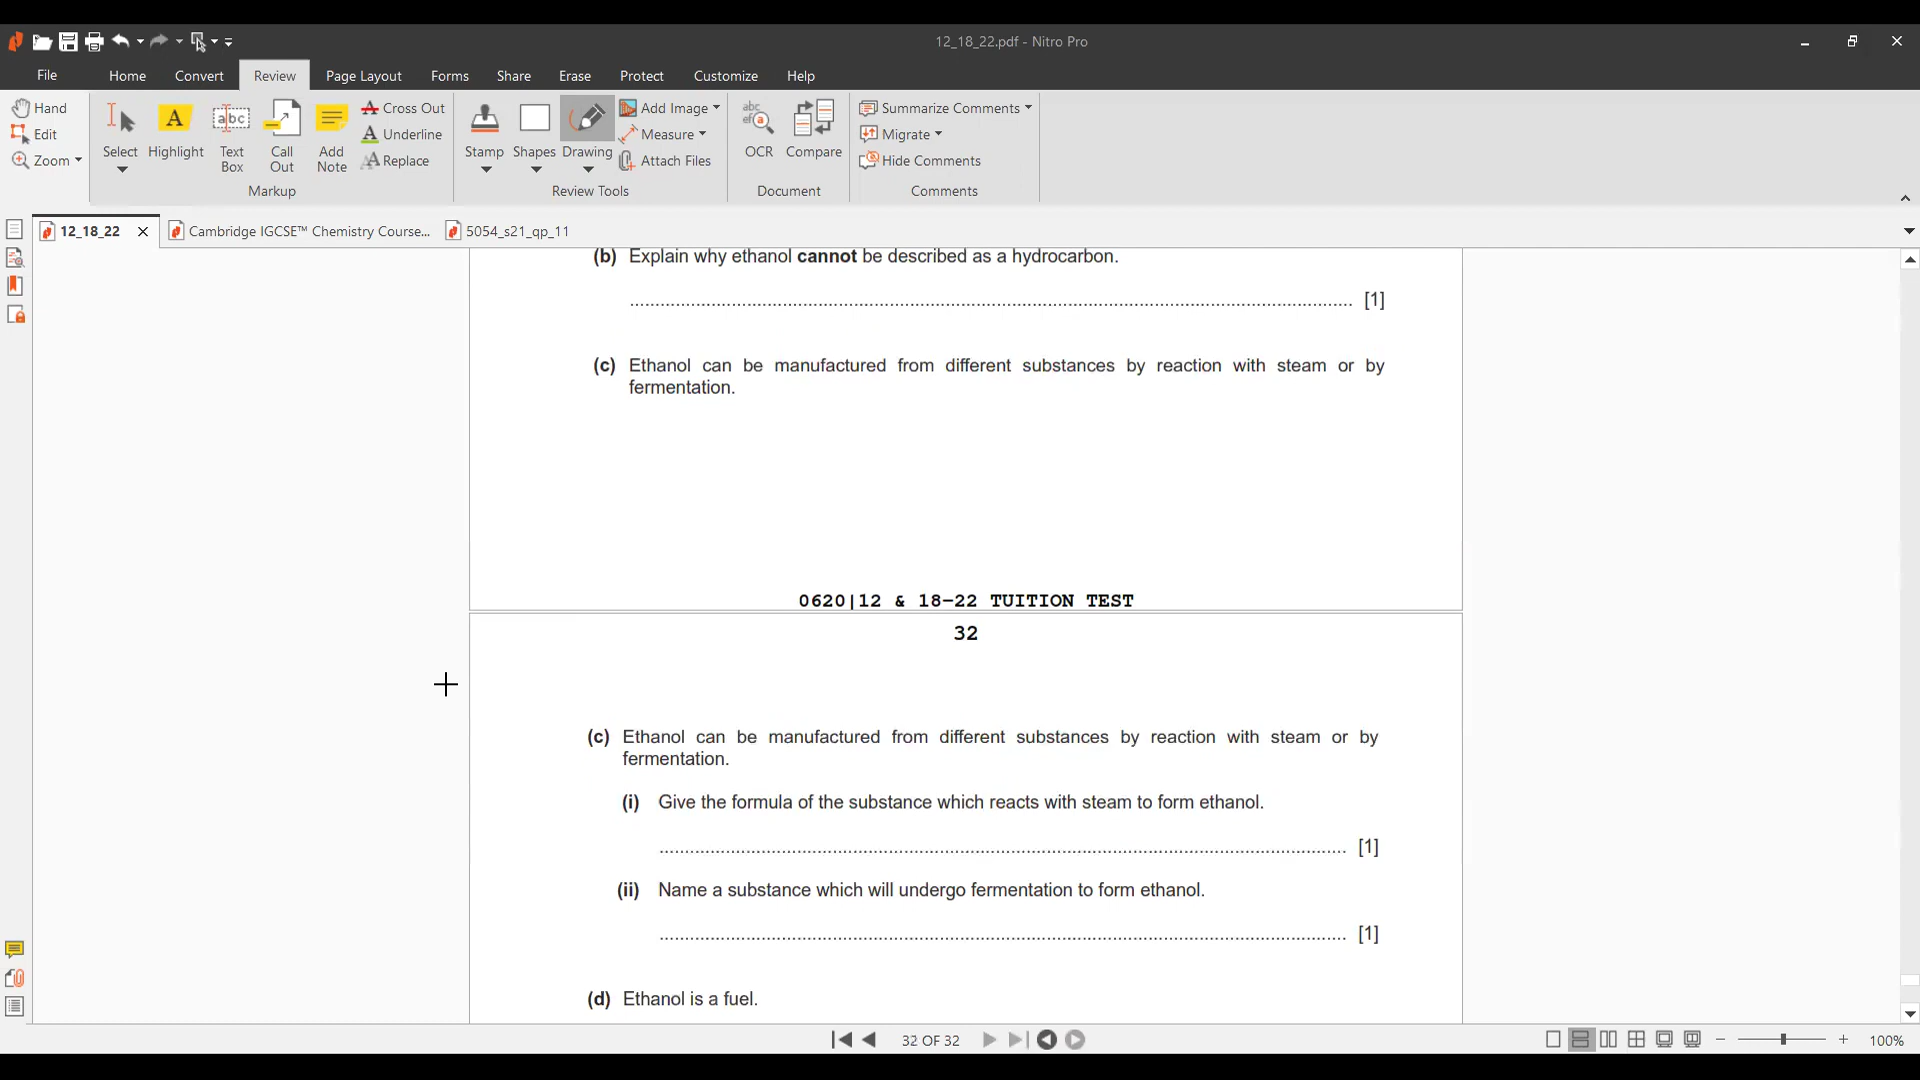 12_18_22.pdf - Nitro Pro
File Home Convert Review Page Layout Forms Share Erase Protect Customize Help
Hand
Edit
Zoom
Select
Highlight
Text Box
Call Out
Add Note
Cross Out
Underline
Replace
Markup
Stamp
Shapes
Drawing
Add Image
Measure
Attach Files
Review Tools
OCR
Compare
Document
Summarize Comments
Migrate
Hide Comments
Comments
12_18_22
Cambridge IGCSE™ Chemistry Course...
5054_s21_qp_11
(b) Explain why ethanol cannot be described as a hydrocarbon.
[1]
(c) Ethanol can be manufactured from different substances by reaction with steam or by
fermentation.
0620|12 & 18-22 TUITION TEST
32
(c) Ethanol can be manufactured from different substances by reaction with steam or by
fermentation.
(i) Give the formula of the substance which reacts with steam to form ethanol.
[1]
(ii) Name a substance which will undergo fermentation to form ethanol.
[1]
(d) Ethanol is a fuel.
32 OF 32
100%